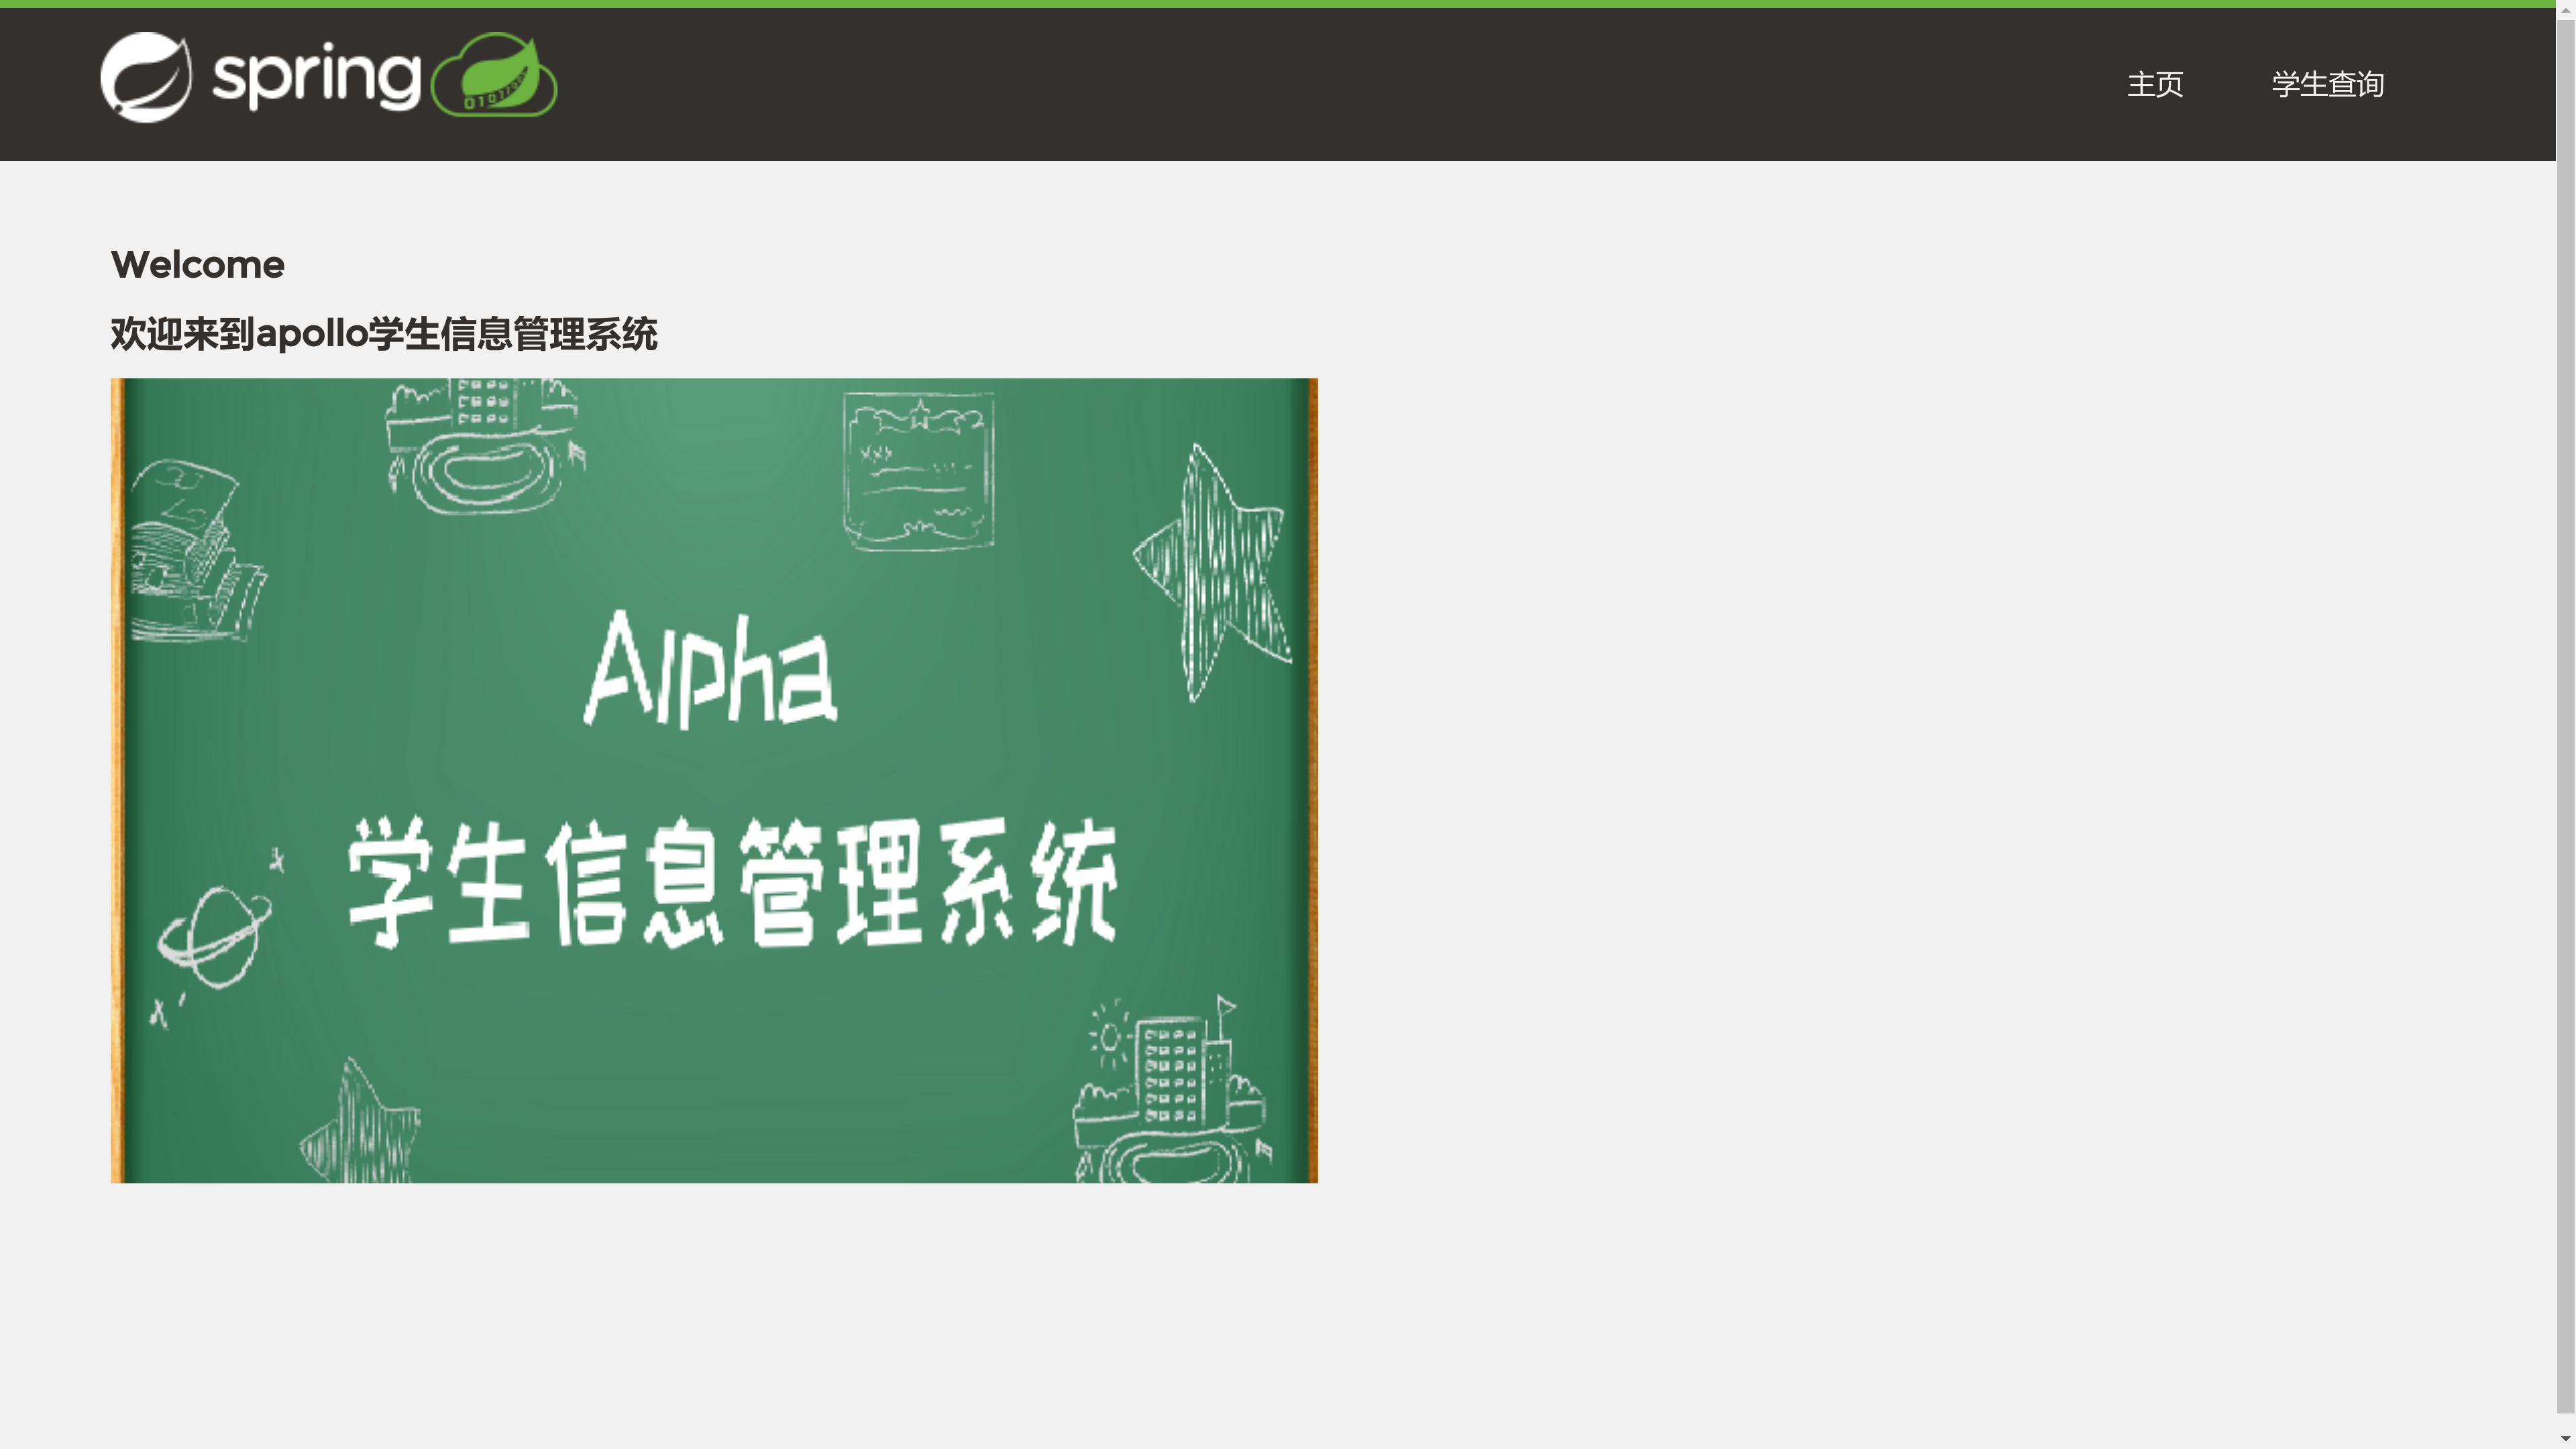 spring
主页
学生查询
Welcome
欢迎来到apollo学生信息管理系统
Alpha
学生信息管理系统